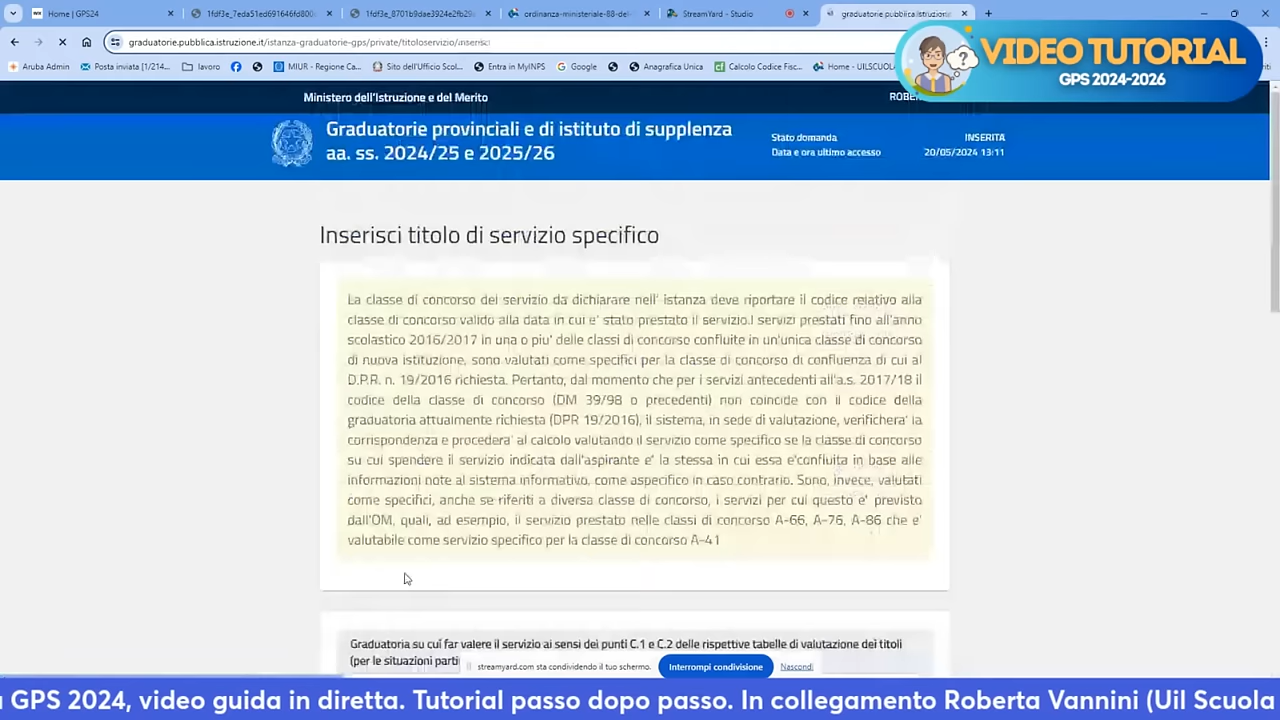 Home | GPS24
1fdf3e_7eda51ed691646fd800
1fdf3e_8701b9dae3924e2fb29
ordinanza-ministeriale-88-del-
StreamYard - Studio
graduatorie.pubblica.istruzione
graduatorie.pubblica.istruzione.it/istanza-graduatorie-gps/private/titoloservizio/inserisci
Aruba Admin
Posta inviata [1/214...
lavoro
MIUR - Regione Ca...
Sito dell'Ufficio Scol...
Entra in MyINPS
Google
Anagrafica Unica
Calcolo Codice Fisc...
Home - UILSCUOLA
VIDEO TUTORIAL
GPS 2024-2026
Ministero dell'Istruzione e del Merito
ROBER
Graduatorie provinciali e di istituto di supplenza
aa. ss. 2024/25 e 2025/26
Stato domanda INSERITA
Data e ora ultimo accesso 20/05/2024 13:11
Inserisci titolo di servizio specifico
La classe di concorso del servizio da dichiarare nell' istanza deve riportare il codice relativo alla
classe di concorso valido alla data in cui e' stato prestato il servizio.I servizi prestati fino all'anno
scolastico 2016/2017 in una o piu' delle classi di concorso confluite in un'unica classe di concorso
di nuova istituzione, sono valutati come specifici per la classe di concorso di confluenza di cui al
D.P.R. n. 19/2016 richiesta. Pertanto, dal momento che per i servizi antecedenti all'a.s. 2017/18 il
codice della classe di concorso (DM 39/98 o precedenti) non coincide con il codice della
graduatoria attualmente richiesta (DPR 19/2016), il sistema, in sede di valutazione, verifichera' la
corrispondenza e procedera' al calcolo valutando il servizio come specifico se la classe di concorso
su cui spendere il servizio indicata dall'aspirante e' la stessa in cui essa e'confluita in base alle
informazioni note al sistema informativo, come aspecifico in caso contrario. Sono, invece, valutati
come specifici, anche se riferiti a diversa classe di concorso, i servizi per cui questo e' previsto
dall'OM, quali, ad esempio, il servizio prestato nelle classi di concorso A-66, A-76, A-86 che e'
valutabile come servizio specifico per la classe di concorso A-41
Graduatoria su cui far valere il servizio ai sensi dei punti C.1 e C.2 delle rispettive tabelle di valutazione dei titoli
(per le situazioni parti
streamyard.com sta condividendo il tuo schermo.
Interrompi condivisione
Nascondi
a GPS 2024, video guida in diretta. Tutorial passo dopo passo. In collegamento Roberta Vannini (Uil Scuola